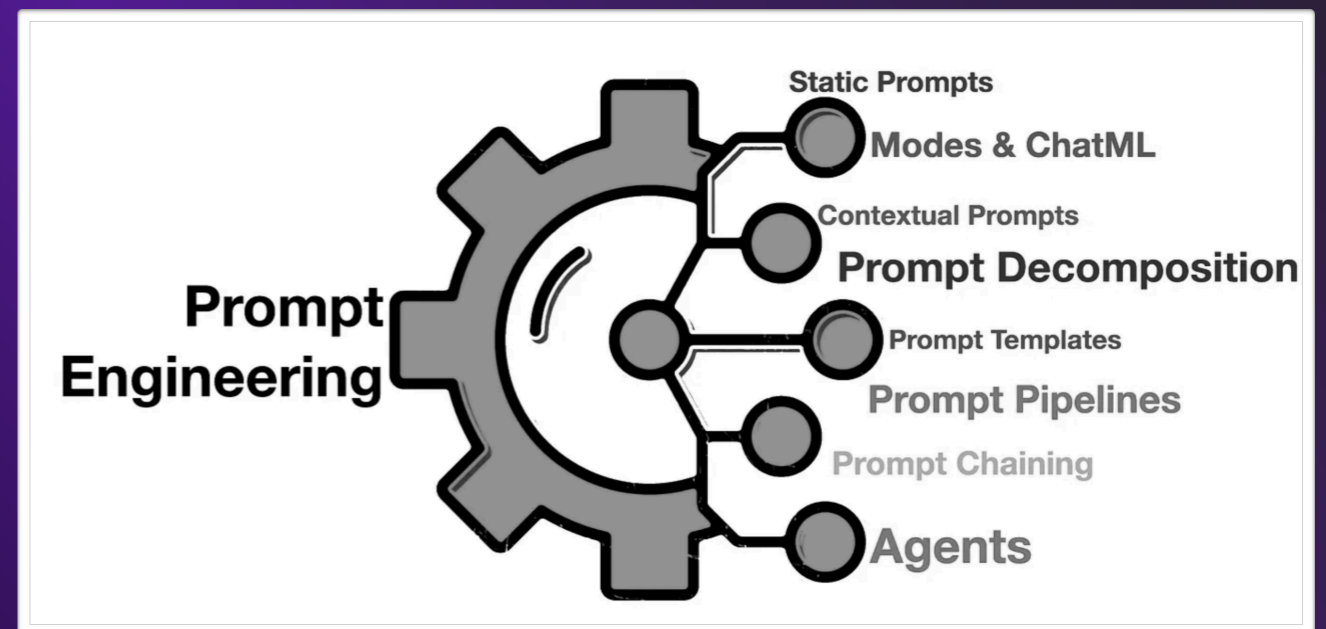 Prompt
Engineering
Static Prompts
Modes & ChatML
Contextual Prompts
Prompt Decomposition
Prompt Templates
Prompt Pipelines
Prompt Chaining
Agents